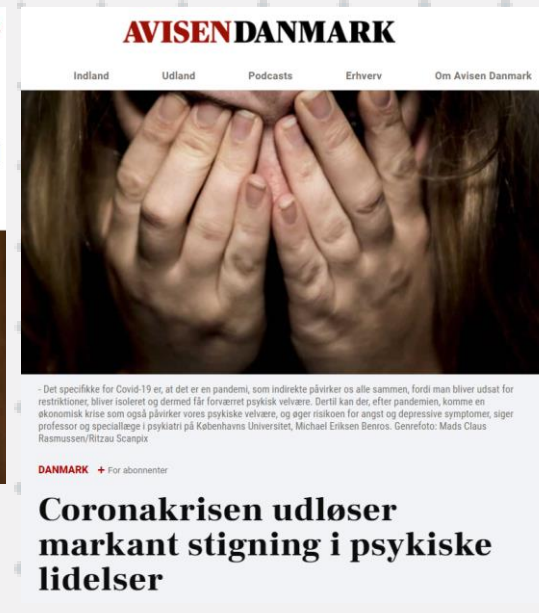 AVISENDANMARK
Indland Udland Podcasts Erhverv Om Avisen Danmark
- Det specifikke for Covid-19 er, at det er en pandemi, som indirekte påvirker os alle sammen, fordi man bliver udsat for
restriktioner, bliver isoleret og dermed får forværret psykisk velvære. Dertil kan der, efter pandemien, komme en
økonomisk krise som også påvirker vores psykiske velvære, og øger risikoen for angst og depressive symptomer, siger
professor og speciallæge i psykiatri på Københavns Universitet, Michael Eriksen Benros. Genrefoto: Mads Claus
Rasmussen/Ritzau Scanpix
DANMARK + For abonnenter
Coronakrisen udløser
markant stigning i psykiske
lidelser